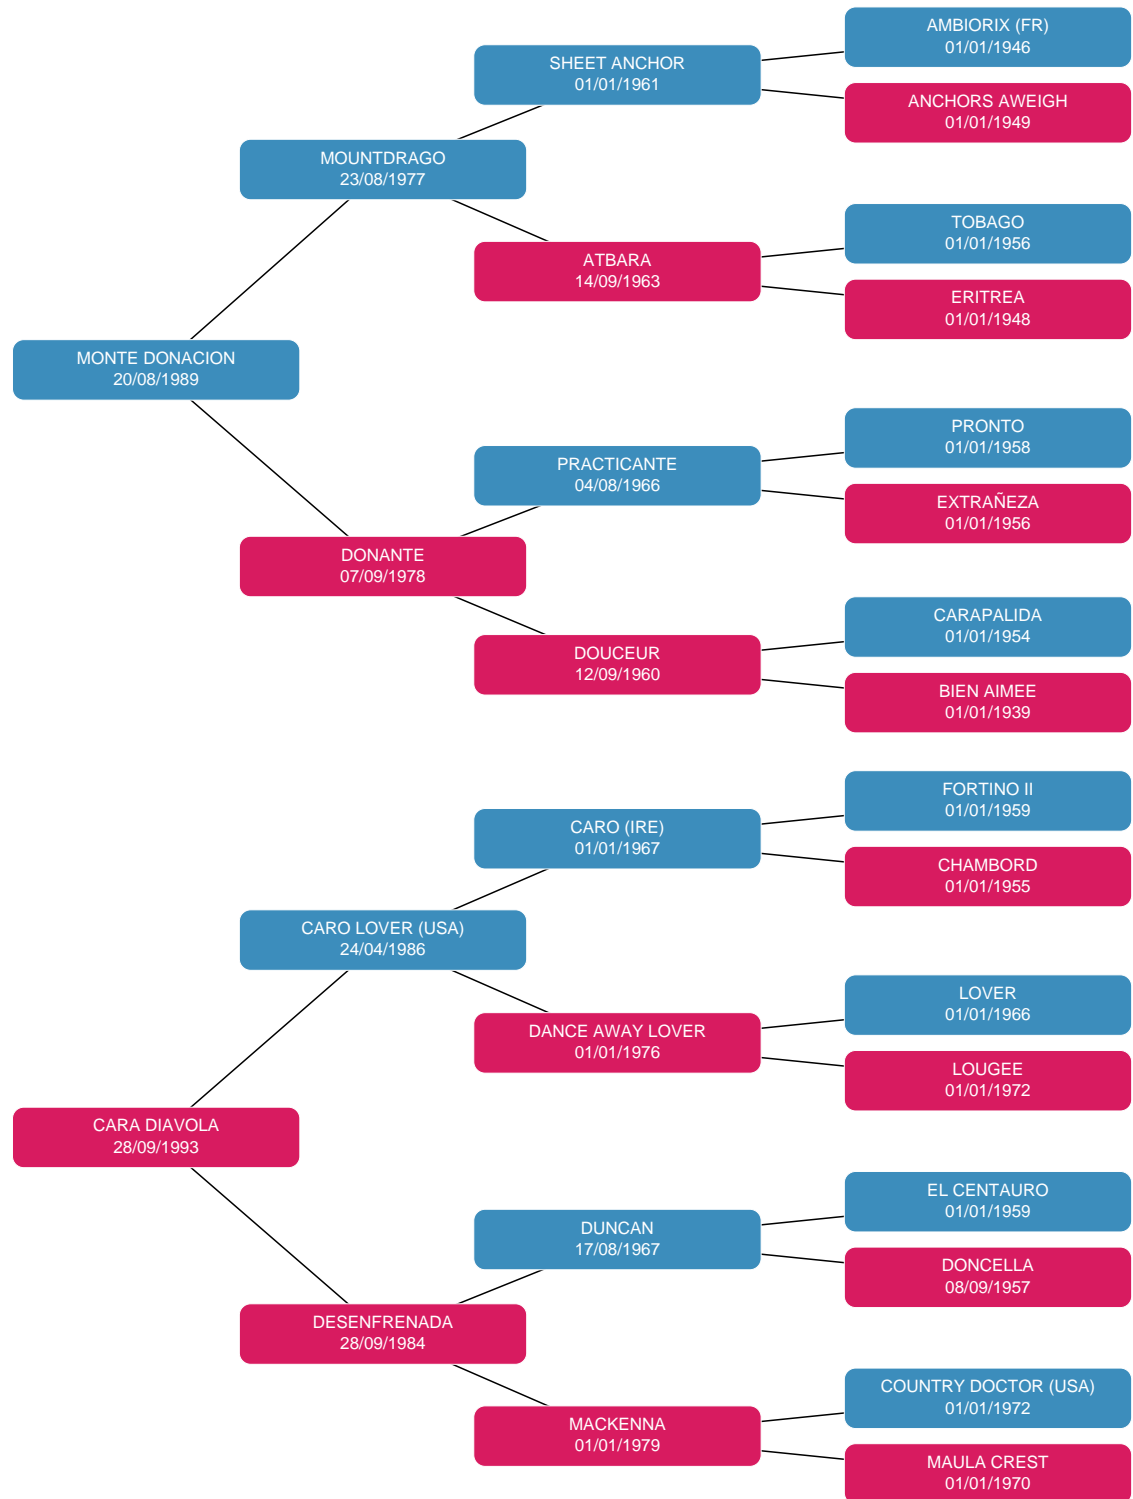 AMBIORIX (FR)
01/01/1946
SHEET ANCHOR
01/01/1961
ANCHORS AWEIGH
01/01/1949
MOUNTDRAGO
23/08/1977
TOBAGO
01/01/1956
ATBARA
14/09/1963
ERITREA
01/01/1948
MONTE DONACION
20/08/1989
PRONTO
01/01/1958
PRACTICANTE
04/08/1966
EXTRAÑEZA
01/01/1956
DONANTE
07/09/1978
CARAPALIDA
01/01/1954
DOUCEUR
12/09/1960
BIEN AIMEE
01/01/1939
FORTINO II
01/01/1959
CARO (IRE)
01/01/1967
CHAMBORD
01/01/1955
CARO LOVER (USA)
24/04/1986
LOVER
01/01/1966
DANCE AWAY LOVER
01/01/1976
LOUGEE
01/01/1972
CARA DIAVOLA
28/09/1993
EL CENTAURO
01/01/1959
DUNCAN
17/08/1967
DONCELLA
08/09/1957
DESENFRENADA
28/09/1984
COUNTRY DOCTOR (USA)
01/01/1972
MACKENNA
01/01/1979
MAULA CREST
01/01/1970